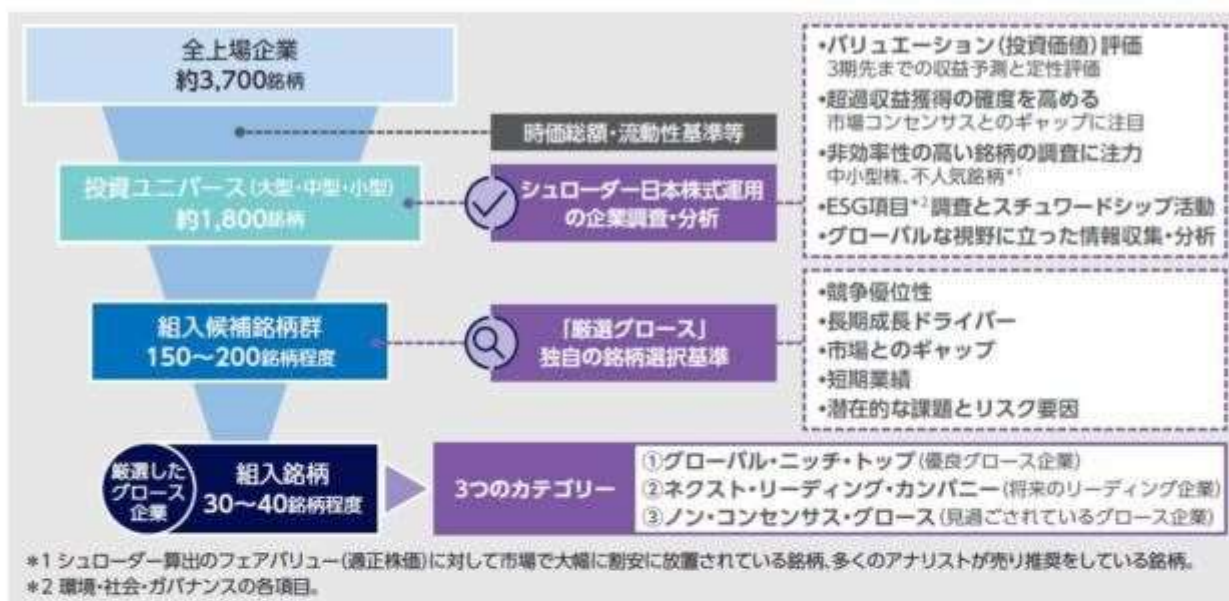 全上場企業
約3,700銘柄
時価総額・流動性基準等
投資ユニバース(大型・中型・小型)
約1,800銘柄
シュローダー日本株式運用
の企業調査・分析
•バリュエーション(投資価値)評価
3期先までの収益予測と定性評価
•超過収益獲得の確度を高める
市場コンセンサスとのギャップに注目
•非効率性の高い銘柄の調査に注力
中小型株、不人気銘柄*1
•ESG項目*2調査とスチュワードシップ活動
•グローバルな視野に立った情報収集・分析
組入候補銘柄群
150～200銘柄程度
「厳選グロース」
独自の銘柄選択基準
•競争優位性
•長期成長ドライバー
•市場とのギャップ
•短期業績
•潜在的な課題とリスク要因
厳選した
グロース
企業
組入銘柄
30～40銘柄程度
3つのカテゴリー
①グローバル・ニッチ・トップ(優良グロース企業)
②ネクスト・リーディング・カンパニー(将来のリーディング企業)
③ノン・コンセンサス・グロース(見過ごされているグロース企業)
*1 シュローダー算出のフェアバリュー(適正株価)に対して市場で大幅に割安に放置されている銘柄、多くのアナリストが売り推奨をしている銘柄。
*2 環境・社会・ガバナンスの各項目。